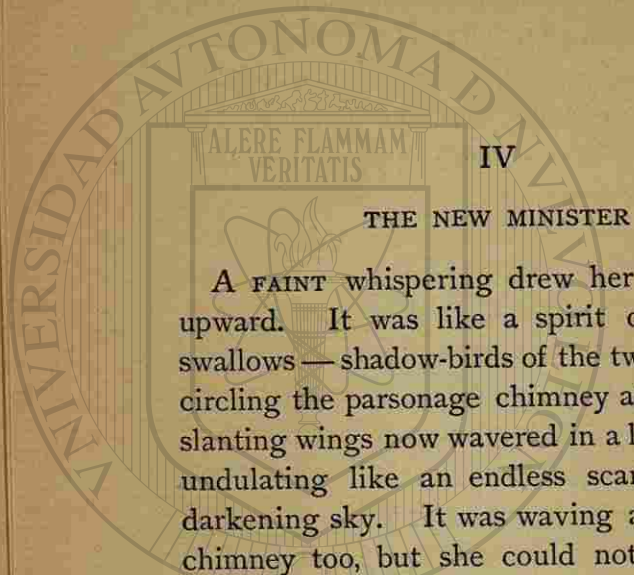 VNIVERSIDAD AVTONOMA D NVEVO
ALERE FLAMMAM
VERITATIS
IV
THE NEW MINISTER
A FAINT whispering drew her
upward. It was like a spirit
swallows — shadow-birds of the
circling the parsonage chimney
slanting wings now wavered in a
undulating like an endless
darkening sky. It was waving
chimney too, but she could not